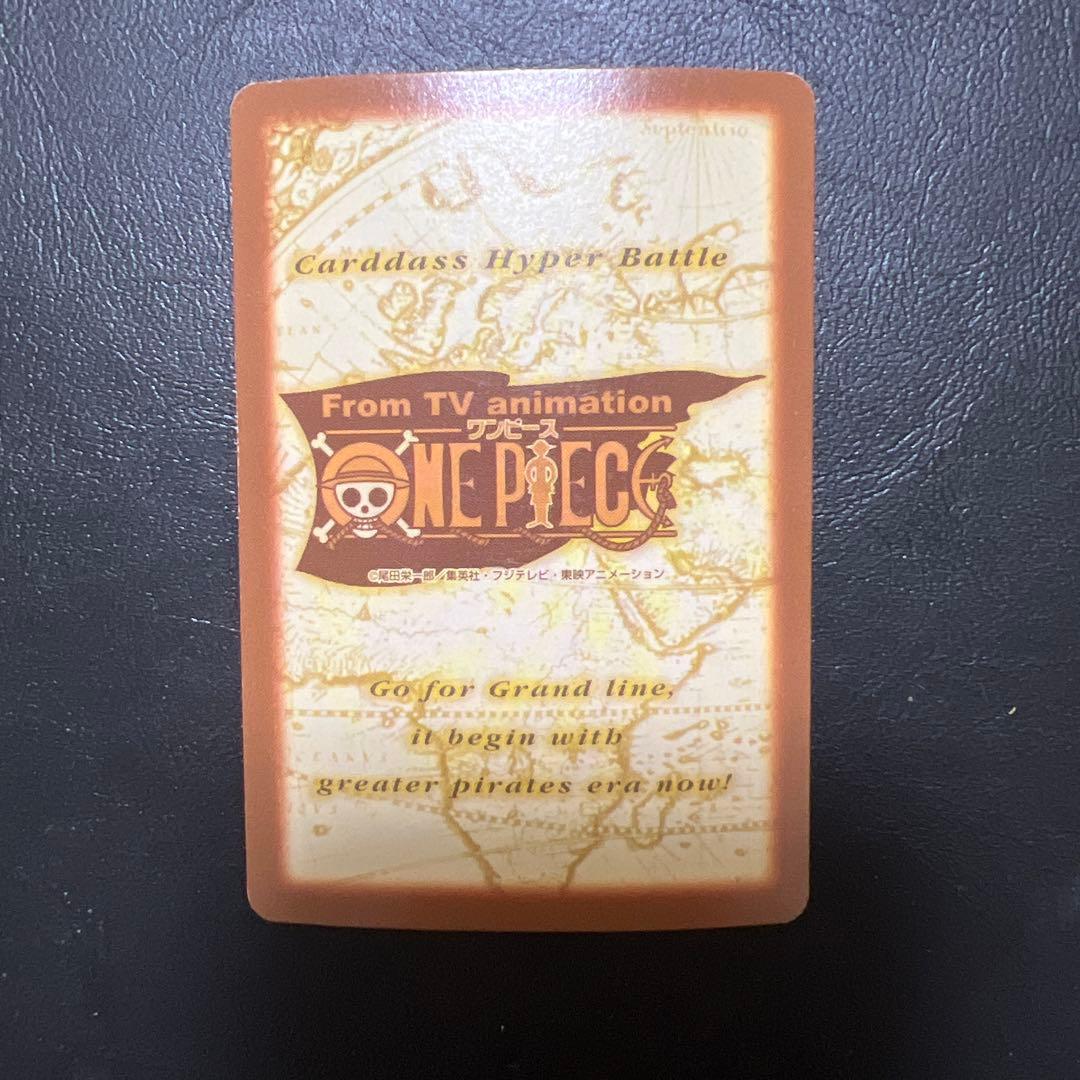 Septentrio
Carddass Hyper Battle
From TV animation
ワンピース
ONE PIECE
©尾田栄一郎/集英社・フジテレビ・東映アニメーション
Go for Grand line,
it begin with
greater pirates era now!